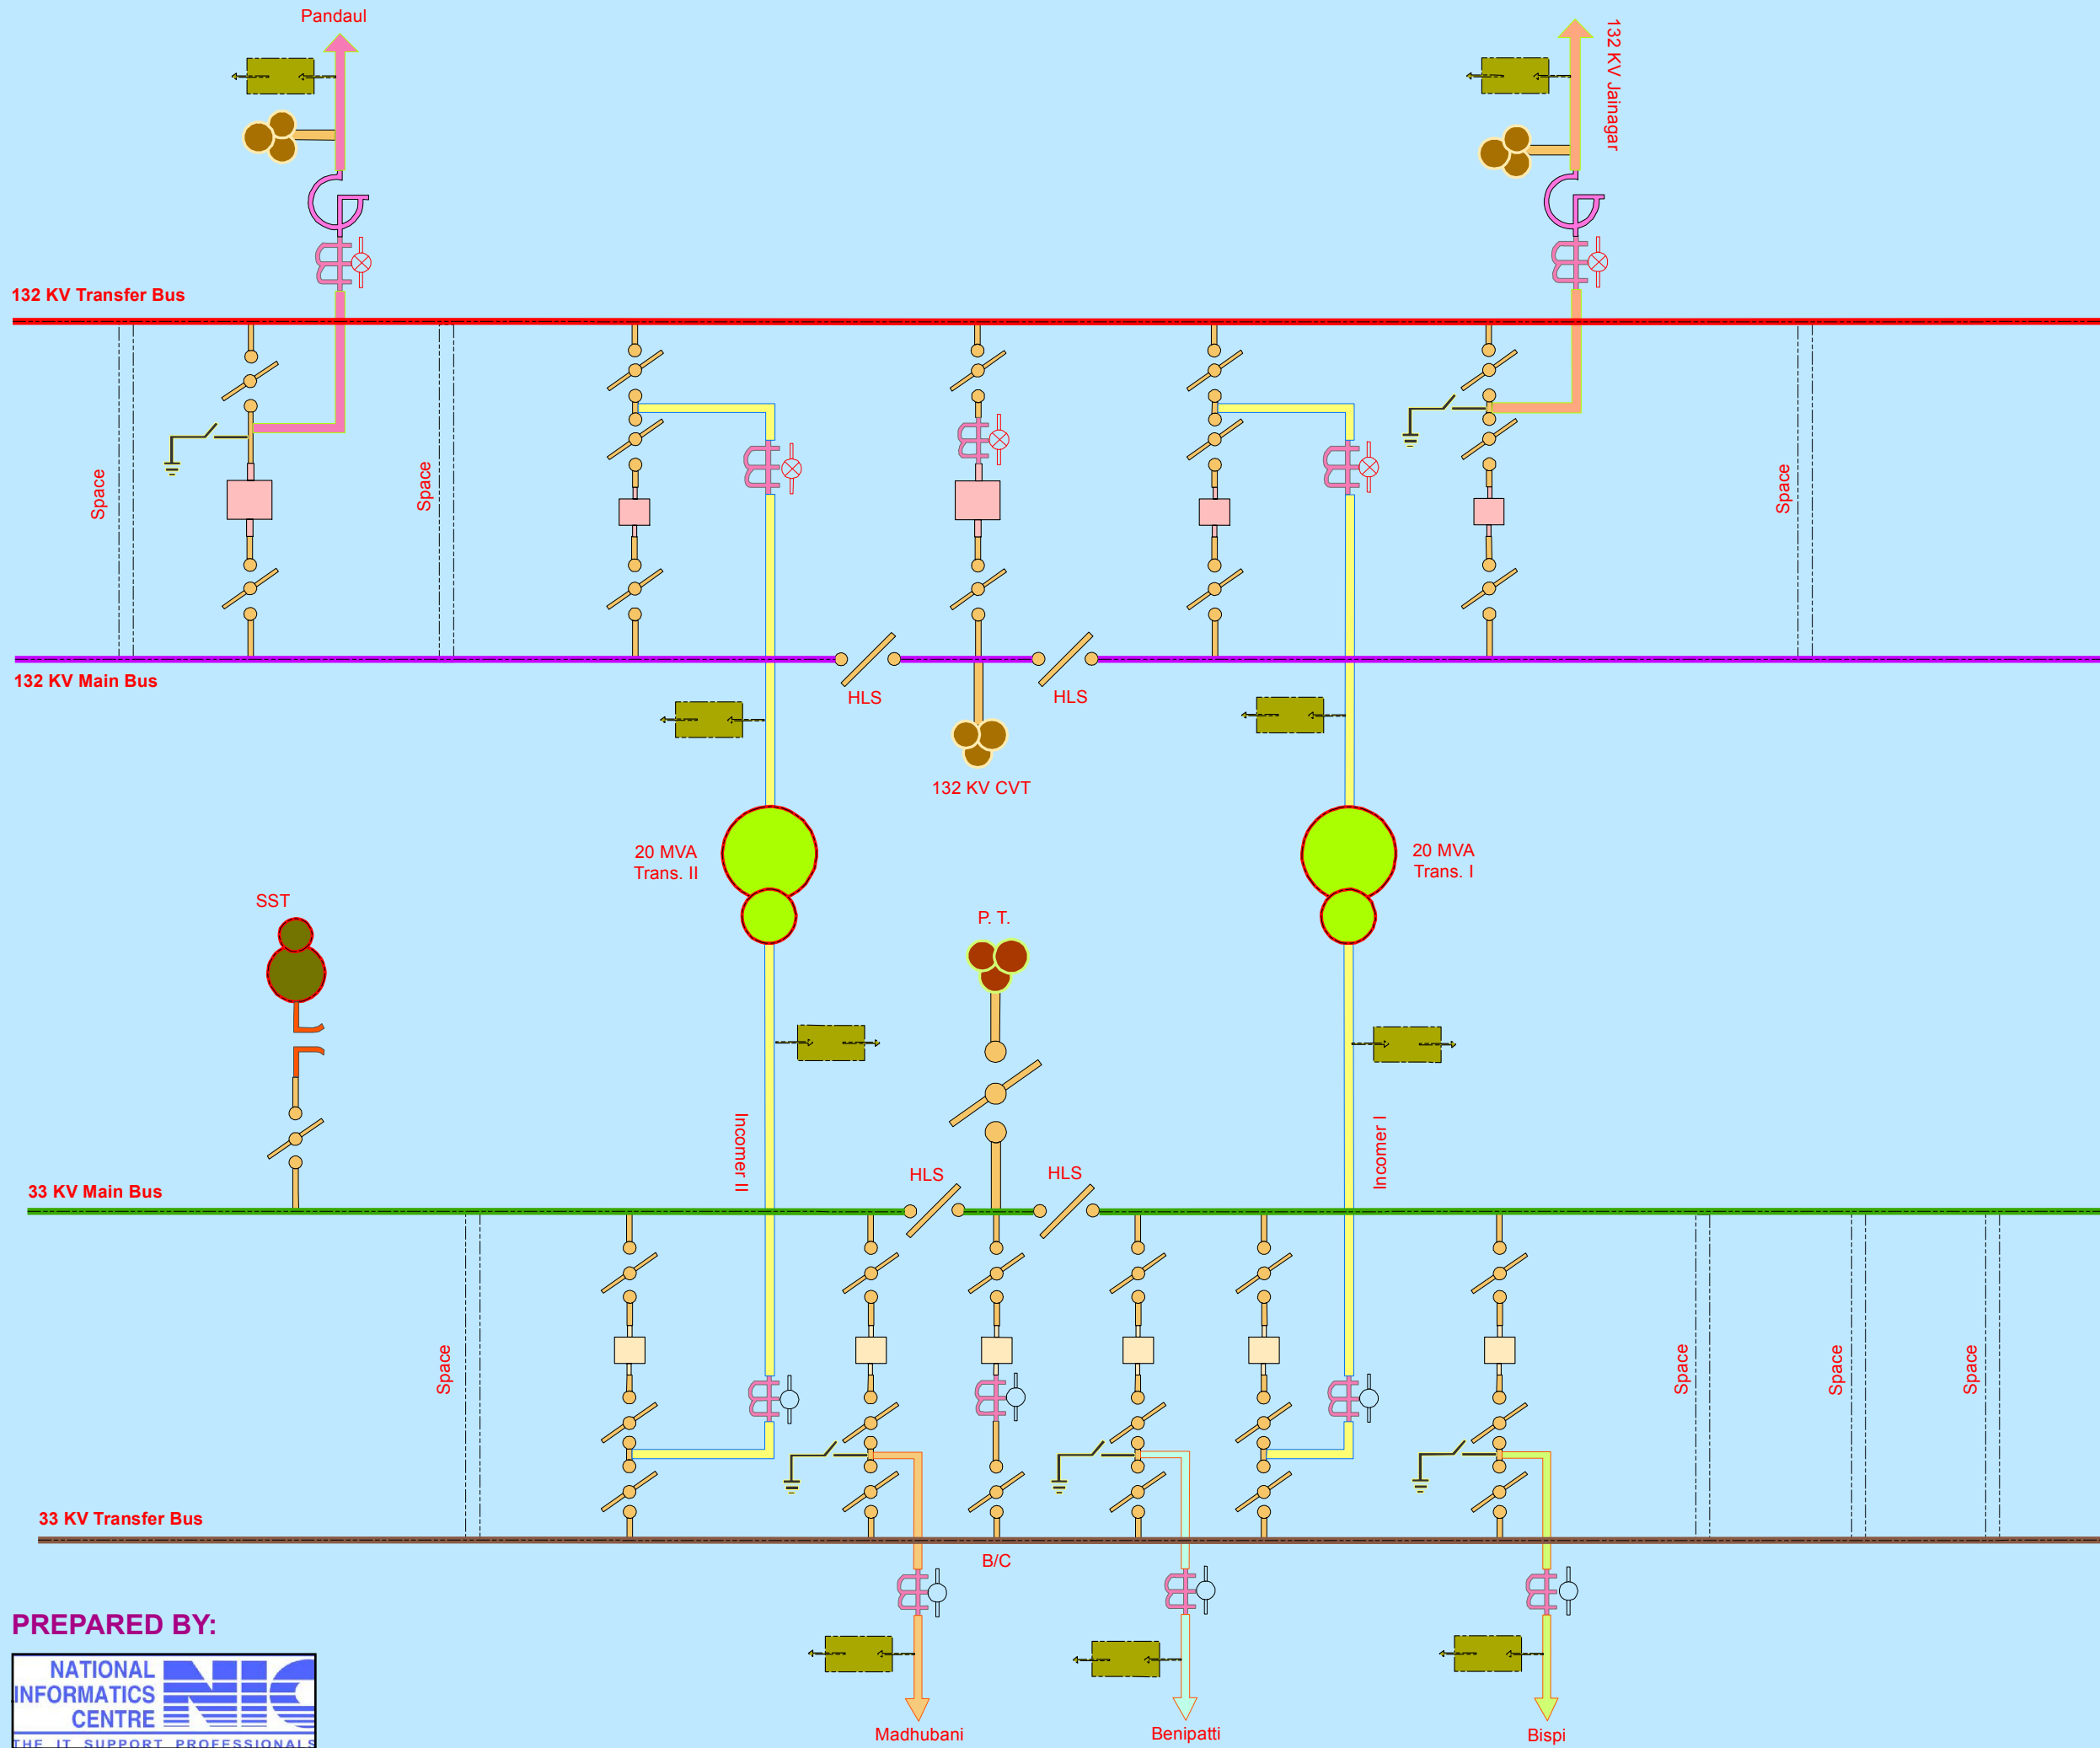 Pandaul
132 KV Jainagar
132 KV Transfer Bus
Space
Space
Space
132 KV Main Bus
HLS
HLS
132 KV CVT
20 MVA
Trans. II
20 MVA
Trans. I
SST
P. T.
Incomer II
Incomer I
HLS
HLS
33 KV Main Bus
Space
Space
Space
Space
33 KV Transfer Bus
B/C
PREPARED BY:
NATIONAL
INFORMATICS
CENTRE
NIC
THE IT SUPPORT PROFESSIONALS
Madhubani
Benipatti
Bispi